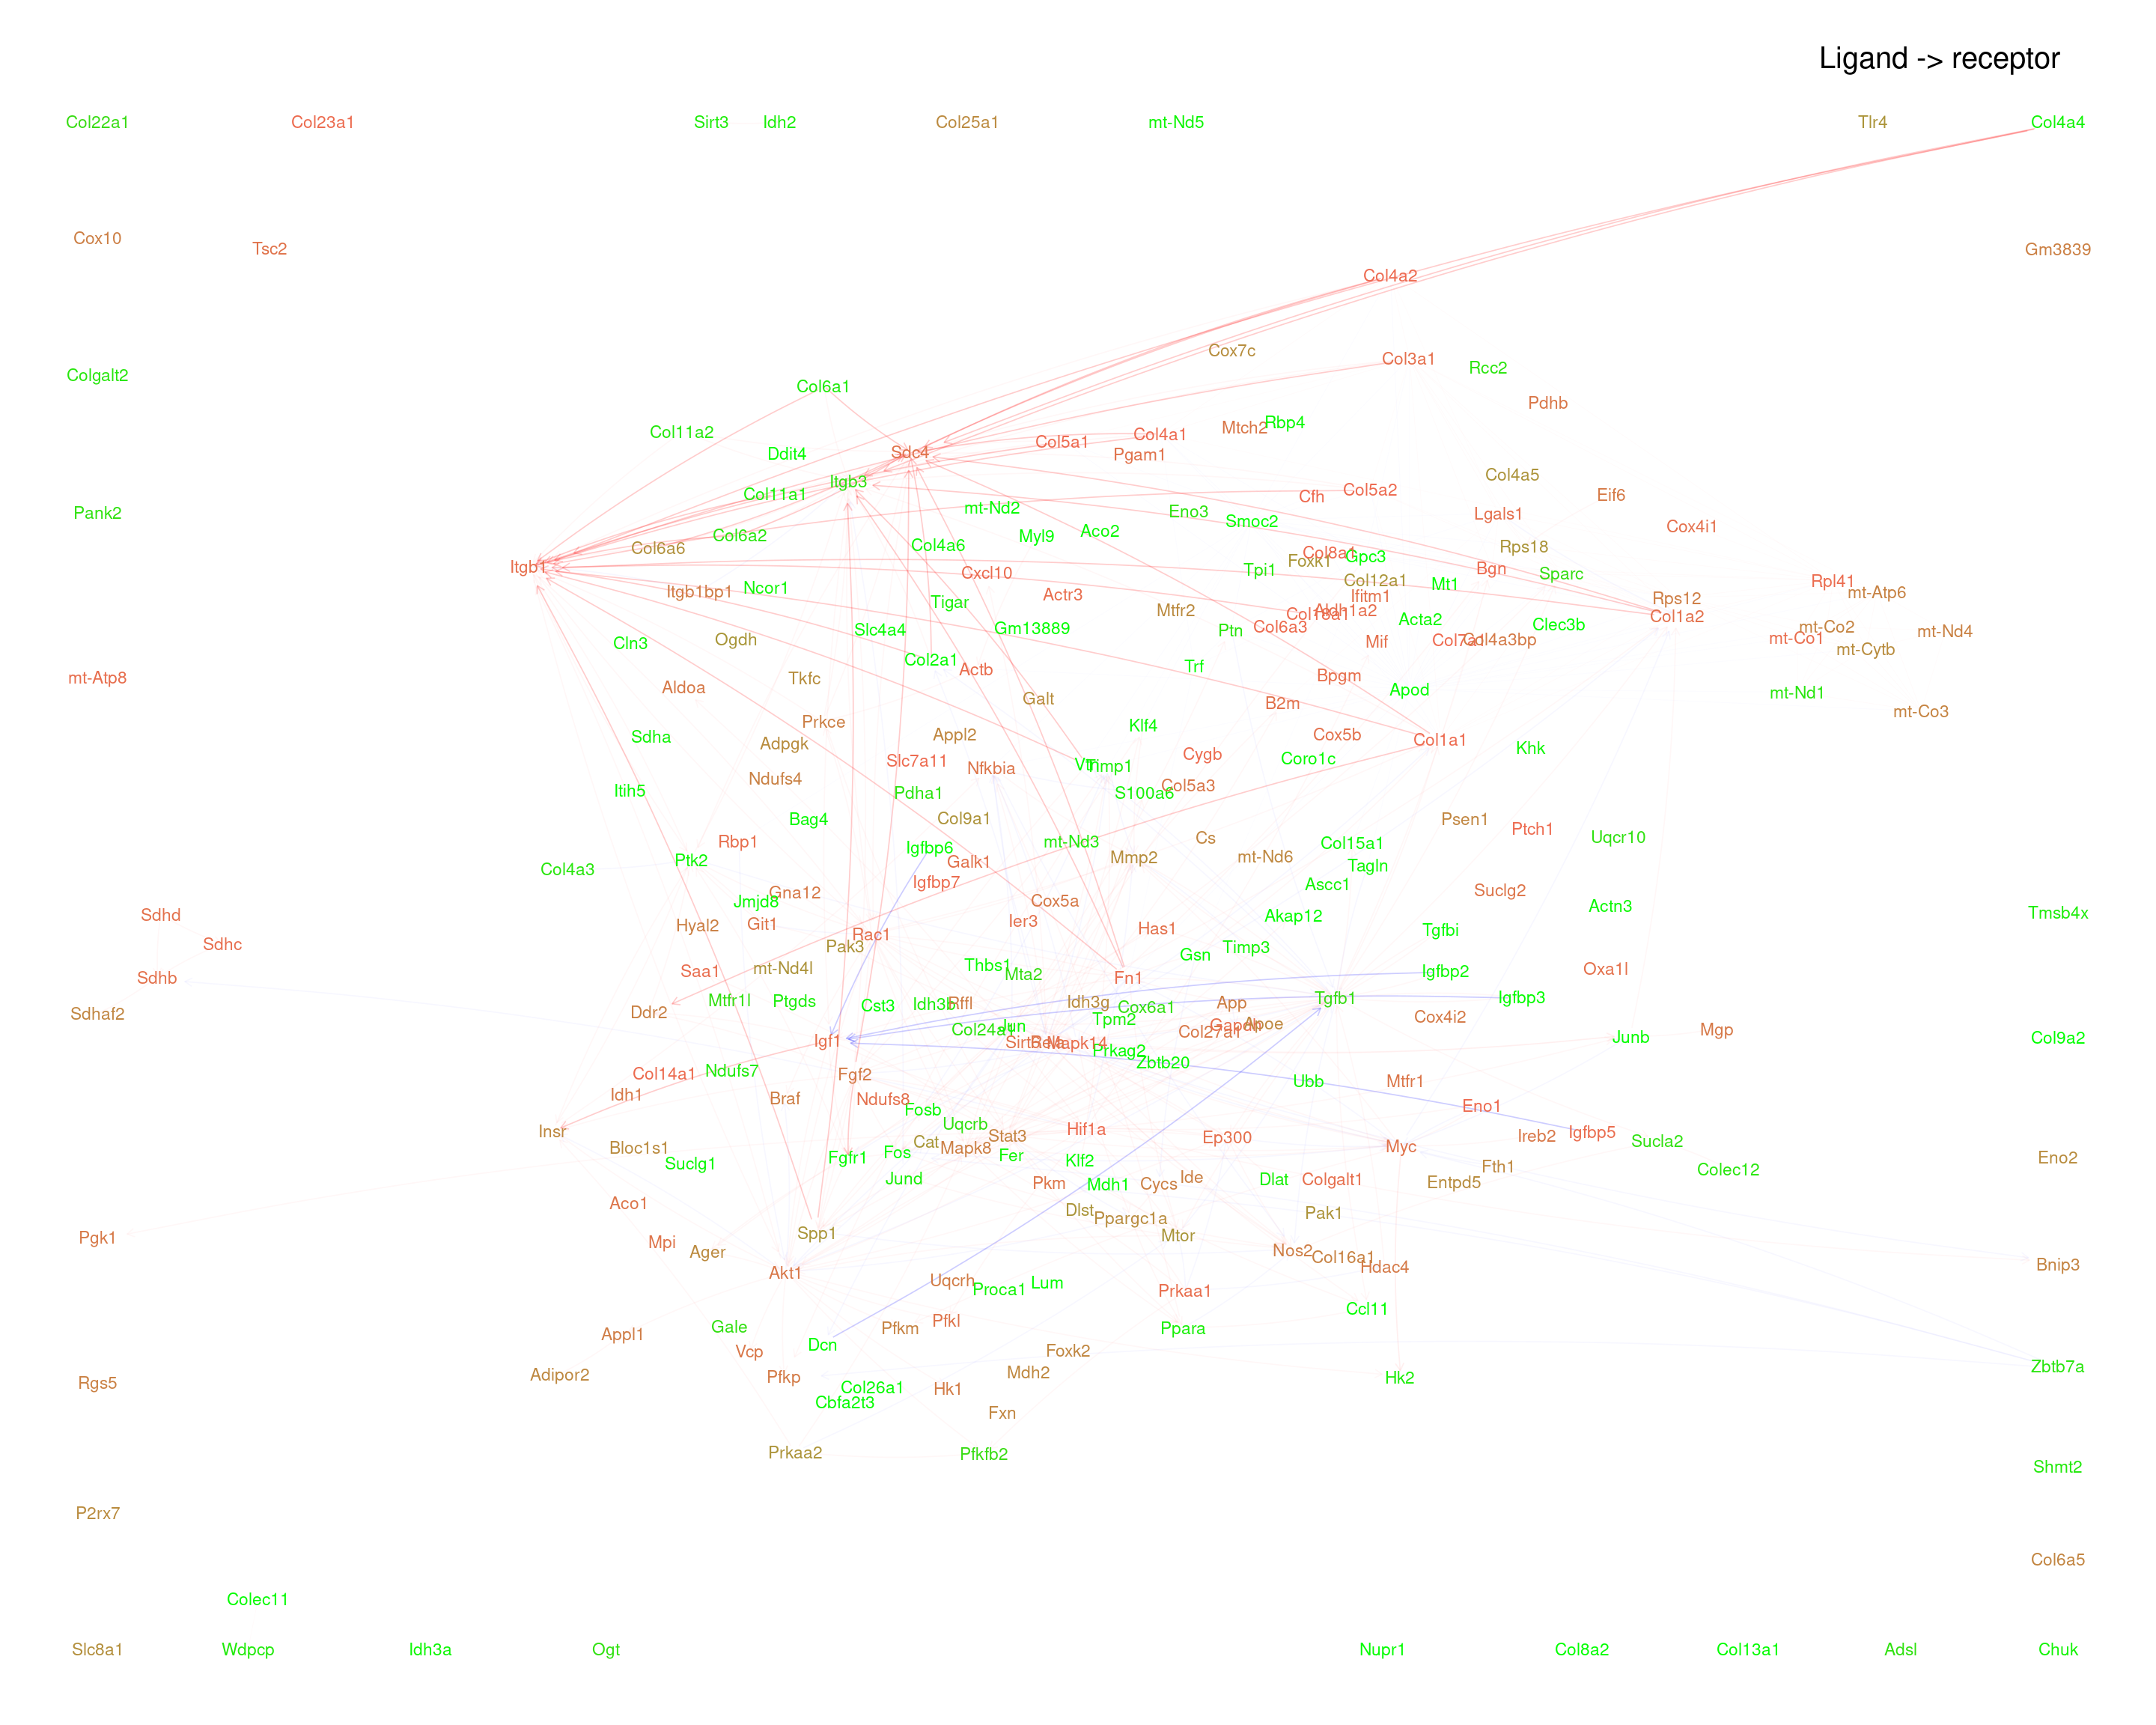 Ligand -> receptor
Col22a1
Col23a1
Sirt3
Idh2
Col25a1
mt-Nd5
Tlr4
Col4a4
Cox10
Tsc2
Gm3839
Col4a2
Cox7c
Col3a1
Rcc2
Colgalt2
Col6a1
Pdhb
Col11a2
Rbp4
Mtch2
Col4a1
Col5a1
Ddit4
Sdc4
Pgam1
Col4a5
Itgb3
Col5a2
Col11a1
Cfh
Eif6
mt-Nd2
Eno3
Pank2
Lgals1
Smoc2
Cox4i1
Aco2
Col6a2
Myl9
Col4a6
Col6a6
Rps18
Col8a1
Gpc3
Foxk1
Itgb1
Bgn
Tpi1
Cxcl10
Sparc
Col12a1
Rpl41
Mt1
Ncor1
Itgb1bp1
mt-Atp6
Actr3
Ifitm1
Rps12
Tigar
Mtfr2
Aldh1a2
Col18a1
Col1a2
Acta2
Clec3b
Col6a3
mt-Co2
Gm13889
Slc4a4
Ptn
mt-Nd4
mt-Co1
Ogdh
Col7a1
Col4a3bp
Mif
Cln3
mt-Cytb
Col2a1
Trf
Actb
Bpgm
mt-Atp8
Tkfc
Aldoa
Apod
mt-Nd1
Galt
B2m
mt-Co3
Prkce
Klf4
Appl2
Cox5b
Sdha
Col1a1
Adpgk
Khk
Cygb
Coro1c
Slc7a11
Vtn
Timp1
Nfkbia
Ndufs4
Col5a3
Itih5
Pdha1
S100a6
Col9a1
Bag4
Psen1
Ptch1
Cs
Uqcr10
Rbp1
mt-Nd3
Col15a1
Igfbp6
Mmp2
mt-Nd6
Ptk2
Galk1
Tagln
Col4a3
Igfbp7
Ascc1
Suclg2
Gna12
Jmjd8
Cox5a
Actn3
Tmsb4x
Sdhd
Akap12
Ier3
Git1
Hyal2
Has1
Tgfbi
Rac1
Sdhc
Pak3
Timp3
Gsn
Thbs1
mt-Nd4l
Oxa1l
Saa1
Igfbp2
Mta2
Sdhb
Fn1
Igfbp3
Tgfb1
Mtfr1l
Ptgds
Idh3g
App
Idh3b
Rffl
Cst3
Cox6a1
Ddr2
Sdhaf2
Cox4i2
Tpm2
Apoe
Gapdh
Jun
Col24a1
Mgp
Col27a1
Junb
Col9a2
Igf1
Sirt6
Rela
Mapk14
Prkag2
Zbtb20
Ndufs7
Col14a1
Fgf2
Ubb
Mtfr1
Idh1
Braf
Ndufs8
Eno1
Fosb
Uqcrb
Hif1a
Insr
Igfbp5
Stat3
Ireb2
Ep300
Cat
Sucla2
Myc
Bloc1s1
Mapk8
Fos
Fer
Fgfr1
Eno2
Klf2
Suclg1
Fth1
Colec12
Ide
Jund
Dlat
Colgalt1
Entpd5
Pkm
Mdh1
Cycs
Aco1
Dlst
Pak1
Ppargc1a
Spp1
Mtor
Pgk1
Mpi
Ager
Nos2
Col16a1
Bnip3
Hdac4
Akt1
Uqcrh
Lum
Proca1
Prkaa1
Ccl11
Pfkl
Gale
Pfkm
Ppara
Appl1
Dcn
Vcp
Foxk2
Zbtb7a
Mdh2
Adipor2
Pfkp
Hk2
Rgs5
Col26a1
Hk1
Cbfa2t3
Fxn
Prkaa2
Pfkfb2
Shmt2
P2rx7
Col6a5
Colec11
Slc8a1
Wdpcp
Idh3a
Ogt
Nupr1
Col8a2
Col13a1
Adsl
Chuk